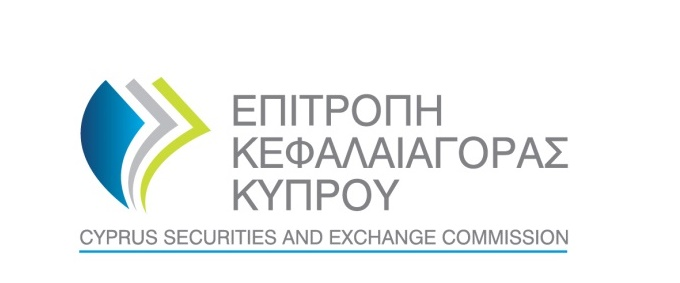 ΕΠΙΤΡΟΠΗ
ΚΕΦΑΛΑΙΑΓΟΡΑΣ
ΚΥΠΡΟΥ
CYPRUS SECURITIES AND EXCHANGE COMMISSION